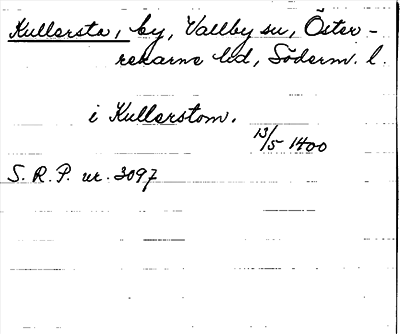 Kullersta, by, Vallby sn, Öster-
rekarne hd, Söderm. l.
i Kullerstom.
13/5 1400
S. R. P. nr. 3097